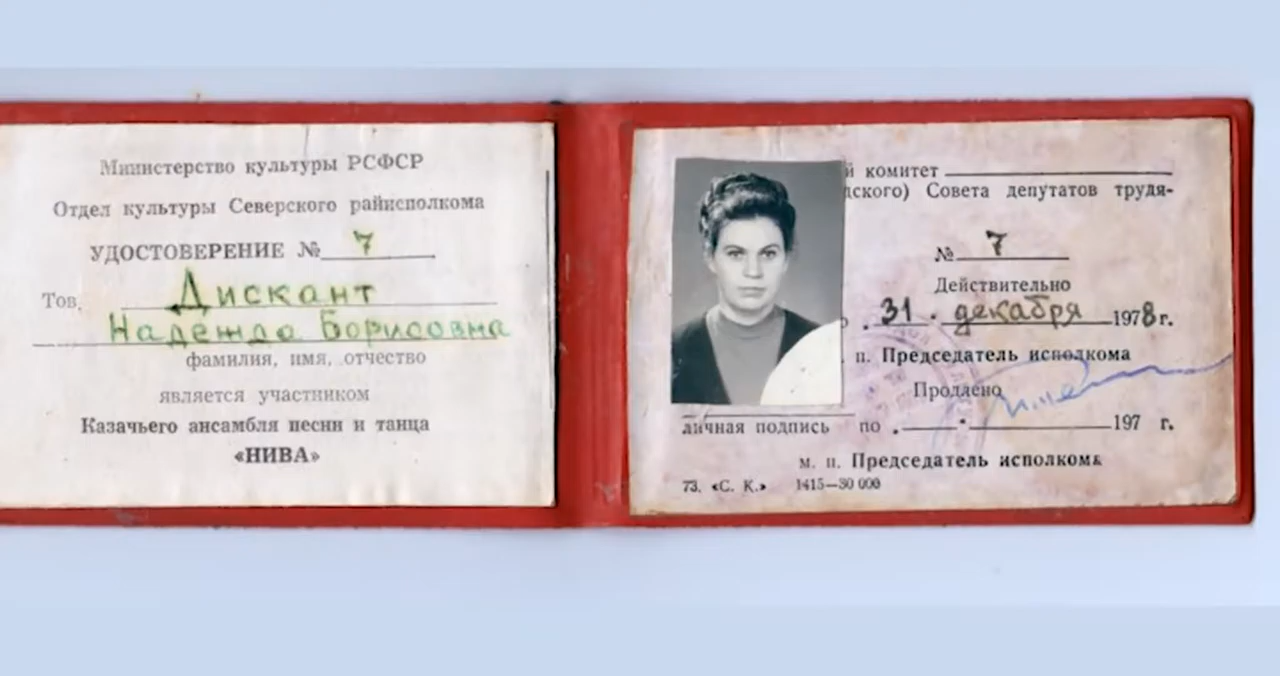 Министерство культуры РСФСР
Отдел культуры Северского райисполкома
УДОСТОВЕРЕНИЕ № 7
Тов. Дискант
Надежда Борисовна
фамилия, имя, отчество
является участником
Казачьего ансамбля песни и танца
«НИВА»
й комитет
дского) Совета депутатов трудя-
№ 7
Действительно
31 декабря 1978 г.
п. Председатель исполкома
Продлено
личная подпись по 197 г.
м. п. Председатель исполкома
73. «С. К.» 1415—30 000